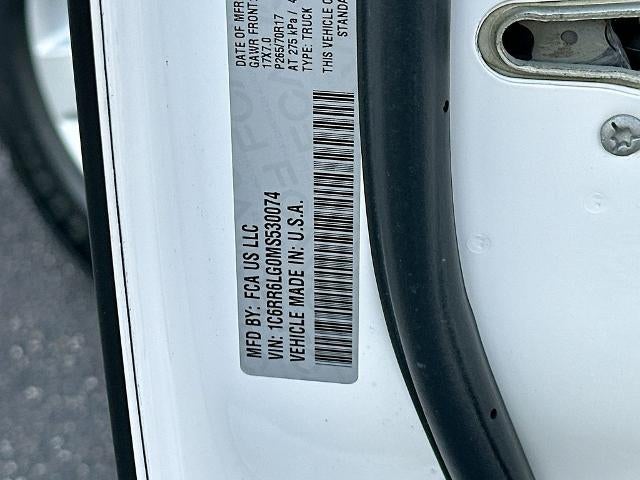 DATE OF MFR
GAWR FRONT
17X7.0
P265/70R17
AT 275 kPa /
TYPE: TRUCK
THIS VEHICLE C
STANDA
MFD BY: FCA US LLC
VIN: 1C6RR6LG0MS530074
VEHICLE MADE IN: U.S.A.